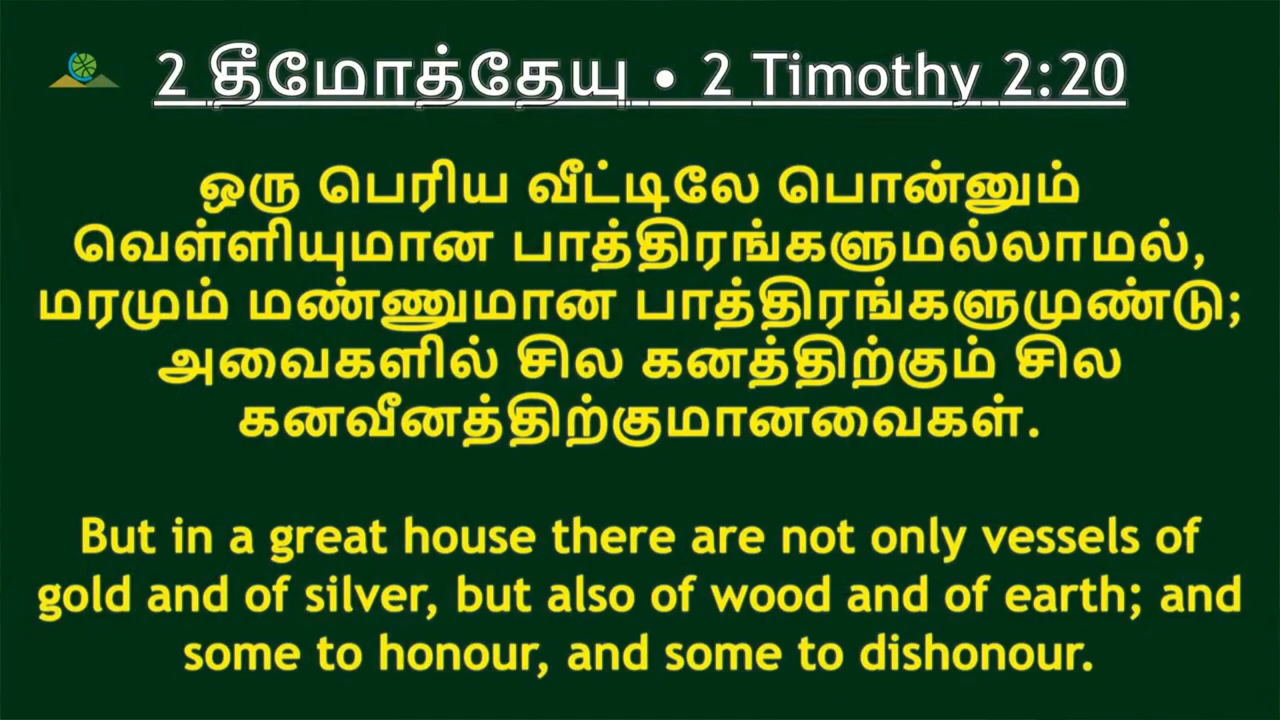 2 தீமோத்தேயு • 2 Timothy 2:20
ஒரு பெரிய வீட்டிலே பொன்னும்
வெள்ளியுமான பாத்திரங்களுமல்லாமல்,
மரமும் மண்ணுமான பாத்திரங்களுமுண்டு;
அவைகளில் சில கனத்திற்கும் சில
கனவீனத்திற்குமானவைகள்.
But in a great house there are not only vessels of
gold and of silver, but also of wood and of earth; and
some to honour, and some to dishonour.